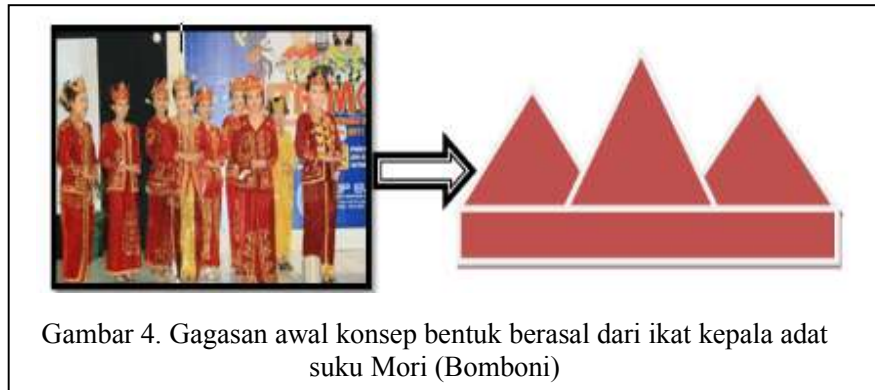 Gambar 4. Gagasan awal konsep bentuk berasal dari ikat kepala adat
suku Mori (Bomboni)